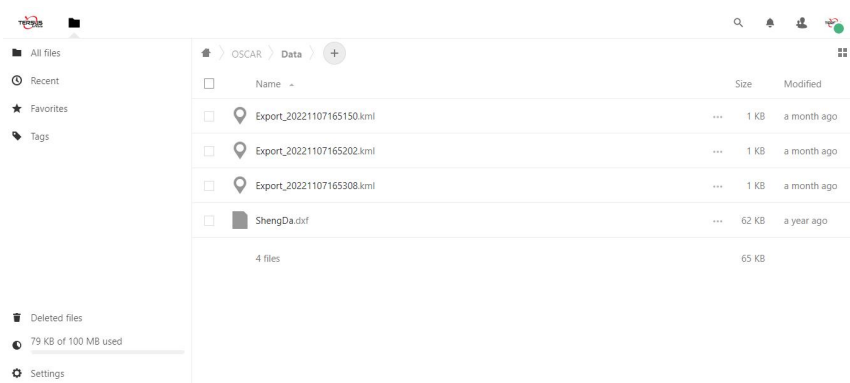 TERSUS
All files
Recent
Favorites
Tags
Deleted files
79 KB of 100 MB used
Settings
OSCAR Data +
Name Size Modified
Export_20221107165150.kml ... 1 KB a month ago
Export_20221107165202.kml ... 1 KB a month ago
Export_20221107165308.kml ... 1 KB a month ago
ShengDa.dxf ... 62 KB a year ago
4 files 65 KB